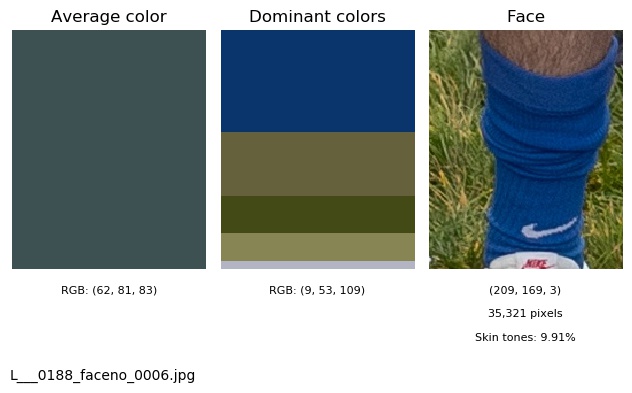 Average color
Dominant colors
Face
NIKE
RGB: (62, 81, 83)
RGB: (9, 53, 109)
(209, 169, 3)
35,321 pixels
Skin tones: 9.91%
L___0188_faceno_0006.jpg